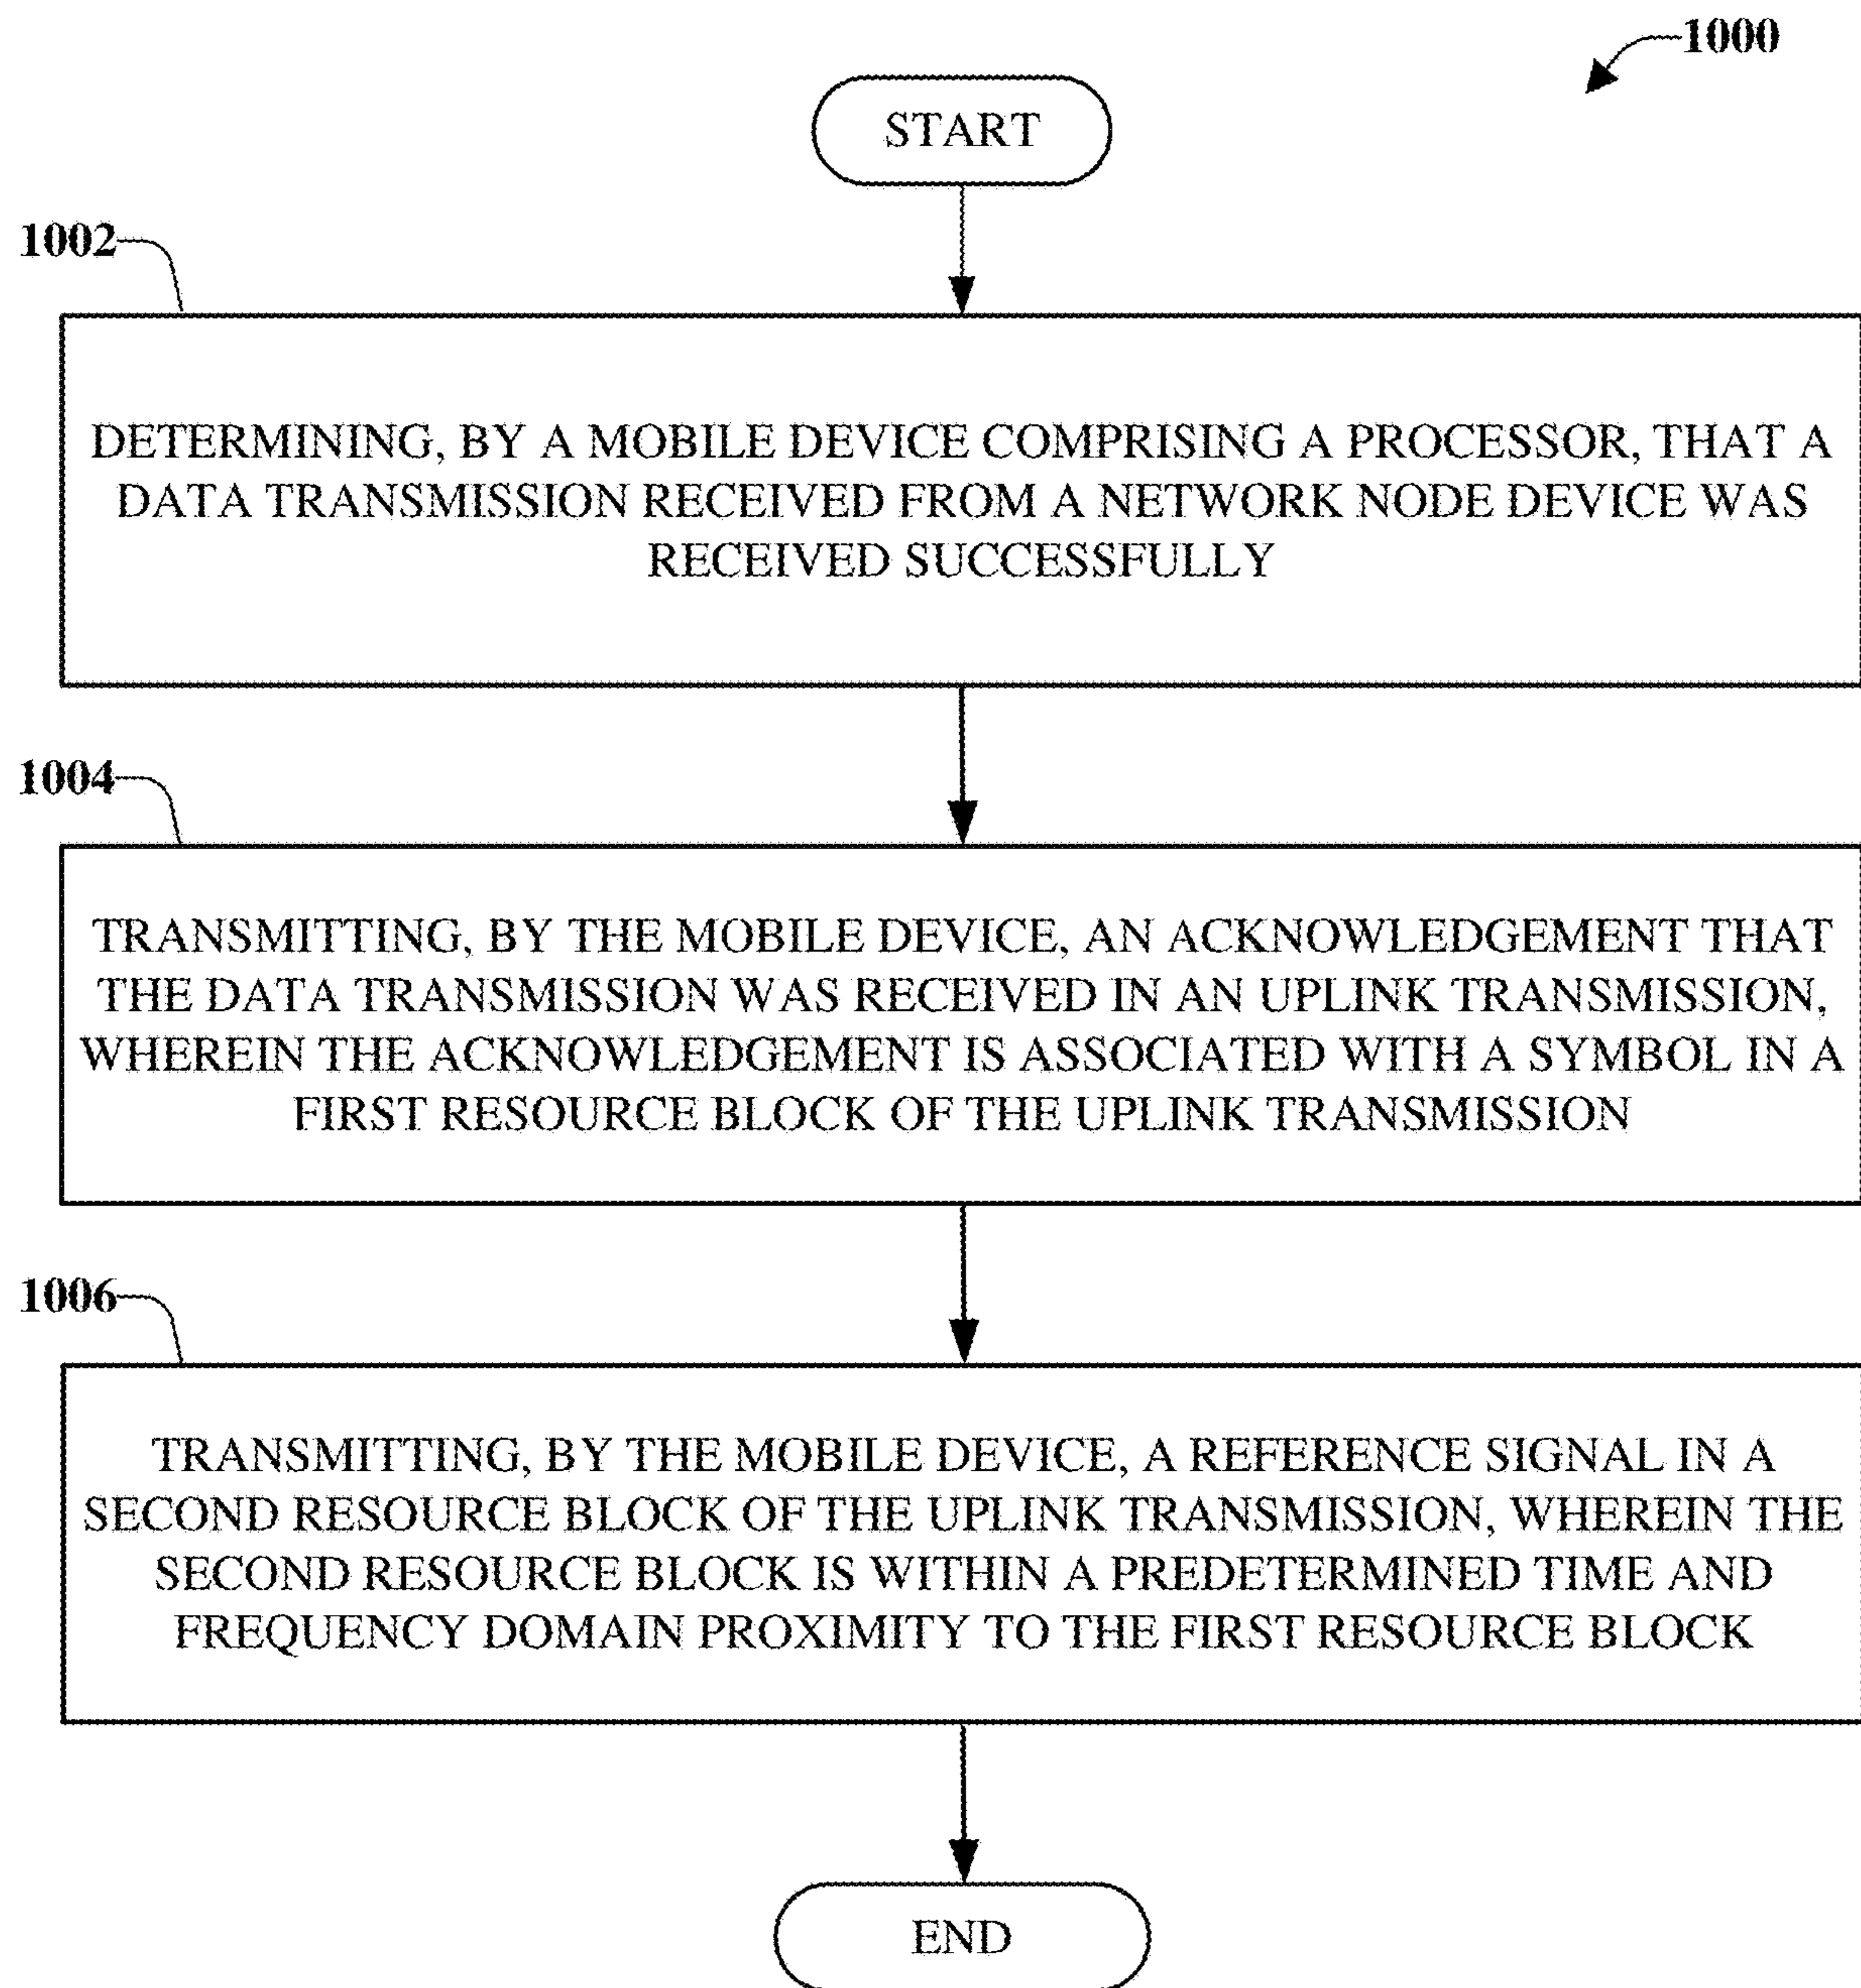 1000
START
1002
DETERMINING, BY A MOBILE DEVICE COMPRISING A PROCESSOR, THAT A
DATA TRANSMISSION RECEIVED FROM A NETWORK NODE DEVICE WAS
RECEIVED SUCCESSFULLY
1004
TRANSMITTING, BY THE MOBILE DEVICE, AN ACKNOWLEDGEMENT THAT
THE DATA TRANSMISSION WAS RECEIVED IN AN UPLINK TRANSMISSION,
WHEREIN THE ACKNOWLEDGEMENT IS ASSOCIATED WITH A SYMBOL IN A
FIRST RESOURCE BLOCK OF THE UPLINK TRANSMISSION
1006
TRANSMITTING, BY THE MOBILE DEVICE, A REFERENCE SIGNAL IN A
SECOND RESOURCE BLOCK OF THE UPLINK TRANSMISSION, WHEREIN THE
SECOND RESOURCE BLOCK IS WITHIN A PREDETERMINED TIME AND
FREQUENCY DOMAIN PROXIMITY TO THE FIRST RESOURCE BLOCK
END